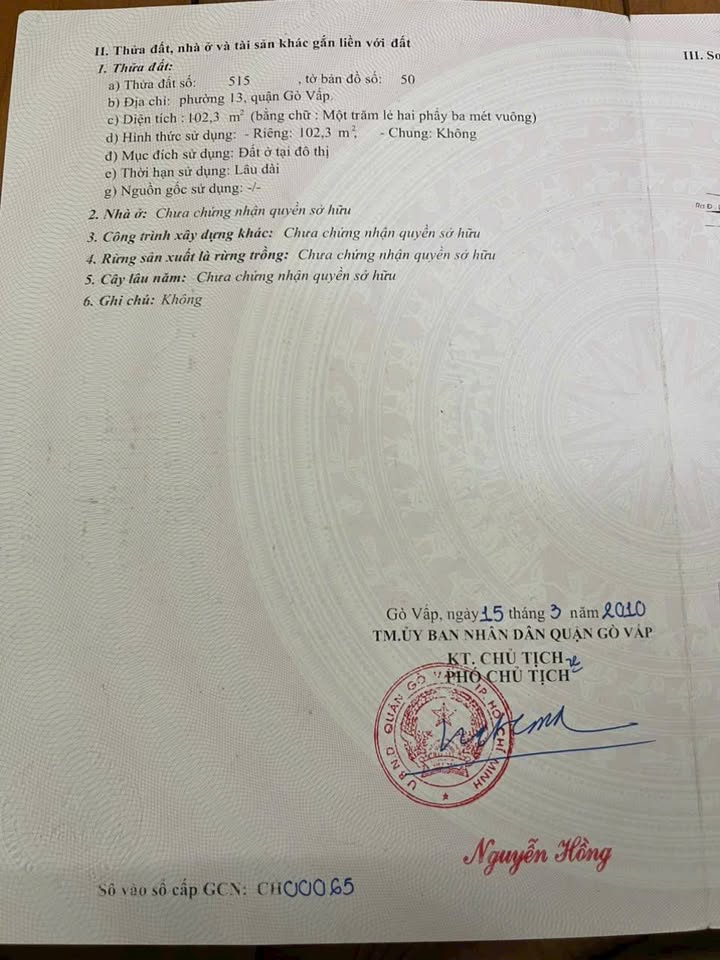 II. Thửa đất, nhà ở và tài sản khác gắn liền với đất
1. Thửa đất:
a) Thửa đất số: 515 , tờ bản đồ số: 50
b) Địa chỉ: phường 13, quận Gò Vấp.
c) Diện tích : 102,3 m² (bằng chữ : Một trăm lẻ hai phẩy ba mét vuông)
d) Hình thức sử dụng: - Riêng: 102,3 m², - Chung: Không
đ) Mục đích sử dụng: Đất ở tại đô thị
e) Thời hạn sử dụng: Lâu dài
g) Nguồn gốc sử dụng: -/-
2. Nhà ở: Chưa chứng nhận quyền sở hữu
3. Công trình xây dựng khác: Chưa chứng nhận quyền sở hữu
4. Rừng sản xuất là rừng trồng: Chưa chứng nhận quyền sở hữu
5. Cây lâu năm: Chưa chứng nhận quyền sở hữu
6. Ghi chú: Không
III. Sơ
Gò Vấp, ngày 15 tháng 3 năm 2010
TM.ỦY BAN NHÂN DÂN QUẬN GÒ VẤP
KT. CHỦ TỊCH
PHÓ CHỦ TỊCH
U.B.N.D QUẬN GÒ VẤP T.P HỒ CHÍ MINH
Nguyễn Hồng
Số vào sổ cấp GCN: CH00065